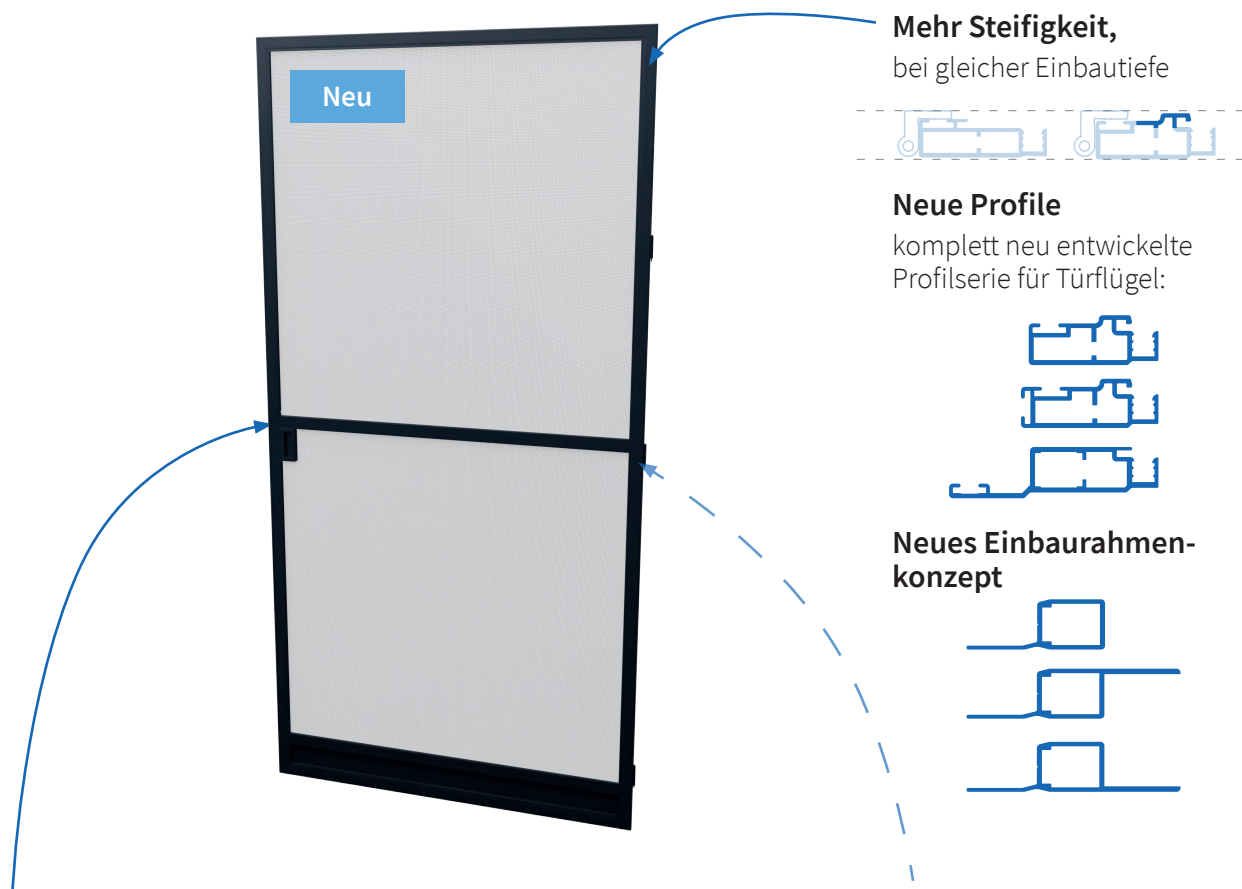 Neu
Mehr Steifigkeit,
bei gleicher Einbautiefe
Neue Profile
komplett neu entwickelte
Profilserie für Türflügel:
Neues Einbaurahmen-
konzept